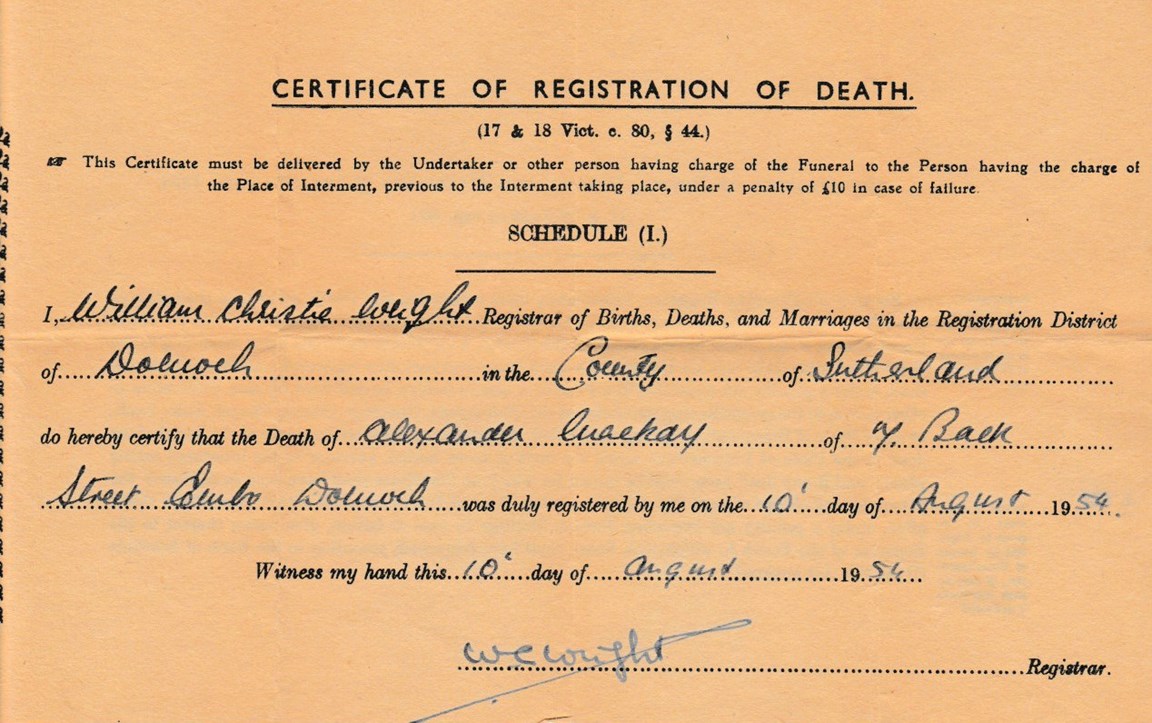 CERTIFICATE OF REGISTRATION OF DEATH.
(17 & 18 Vict. c. 80, § 44.)
☞ This Certificate must be delivered by the Undertaker or other person having charge of the Funeral to the Person having the charge of
the Place of Interment, previous to the Interment taking place, under a penalty of £10 in case of failure.
SCHEDULE (I.)
I, William Christie Wright Registrar of Births, Deaths, and Marriages in the Registration District
of Dornoch in the County of Sutherland
do hereby certify that the Death of Alexander Mackay of 7. Back
Street Embo Dornoch was duly registered by me on the 10' day of August 1954.
Witness my hand this 10' day of August 1954
W C Wright Registrar.